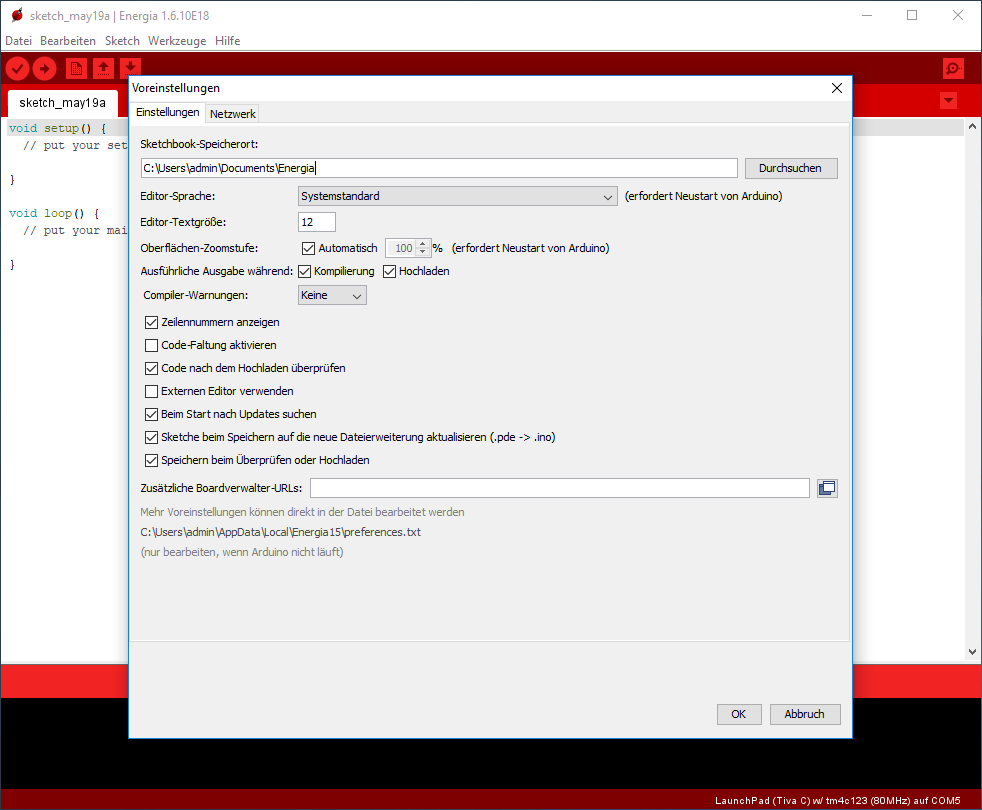 sketch_may19a | Energia 1.6.10E18
Datei Bearbeiten Sketch Werkzeuge Hilfe
sketch_may19a
void setup() {
// put your set
}
void loop() {
// put your mai
}
Voreinstellungen
Einstellungen Netzwerk
Sketchbook-Speicherort:
C:\Users\admin\Documents\Energia Durchsuchen
Editor-Sprache: Systemstandard (erfordert Neustart von Arduino)
Editor-Textgröße: 12
Oberflächen-Zoomstufe: Automatisch 100 % (erfordert Neustart von Arduino)
Ausführliche Ausgabe während: Kompilierung Hochladen
Compiler-Warnungen: Keine
Zeilennummern anzeigen
Code-Faltung aktivieren
Code nach dem Hochladen überprüfen
Externen Editor verwenden
Beim Start nach Updates suchen
Sketche beim Speichern auf die neue Dateierweiterung aktualisieren (.pde -> .ino)
Speichern beim Überprüfen oder Hochladen
Zusätzliche Boardverwalter-URLs:
Mehr Voreinstellungen können direkt in der Datei bearbeitet werden
C:\Users\admin\AppData\Local\Energia15\preferences.txt
(nur bearbeiten, wenn Arduino nicht läuft)
OK Abbruch
LaunchPad (Tiva C) w/ tm4c123 (80MHz) auf COM5